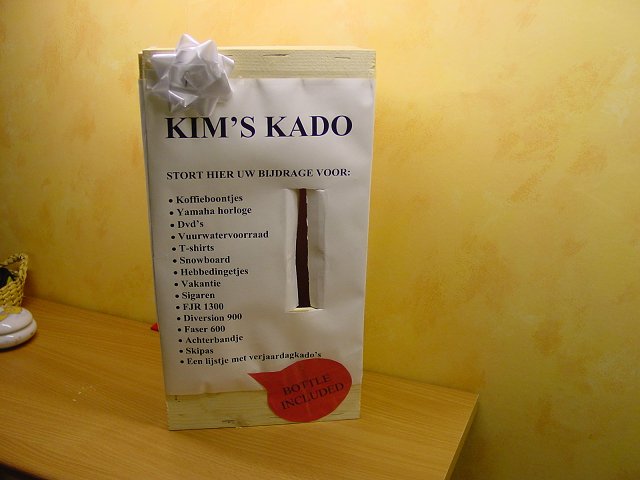 KIM'S KADO
STORT HIER UW BIJDRAGE VOOR:
• Koffieboontjes
• Yamaha horloge
• Dvd's
• Vuurwatervoorraad
• T-shirts
• Snowboard
• Hebbedingetjes
• Vakantie
• Sigaren
• FJR 1300
• Diversion 900
• Faser 600
• Achterbandje
• Skipas
• Een lijstje met verjaardagkado's
BOTTLE
INCLUDED